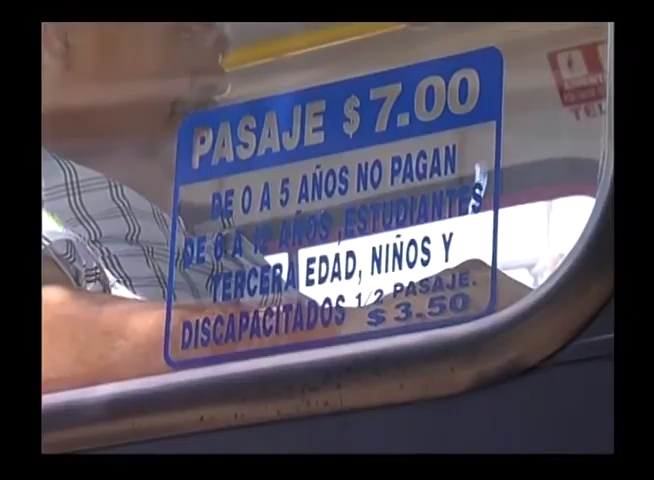 PASAJE $7.00
DE 0 A 5 AÑOS NO PAGAN
DE 6 A 12 AÑOS, ESTUDIANTES
TERCERA EDAD, NIÑOS Y
DISCAPACITADOS 1/2 PASAJE.
$3.50
TEL